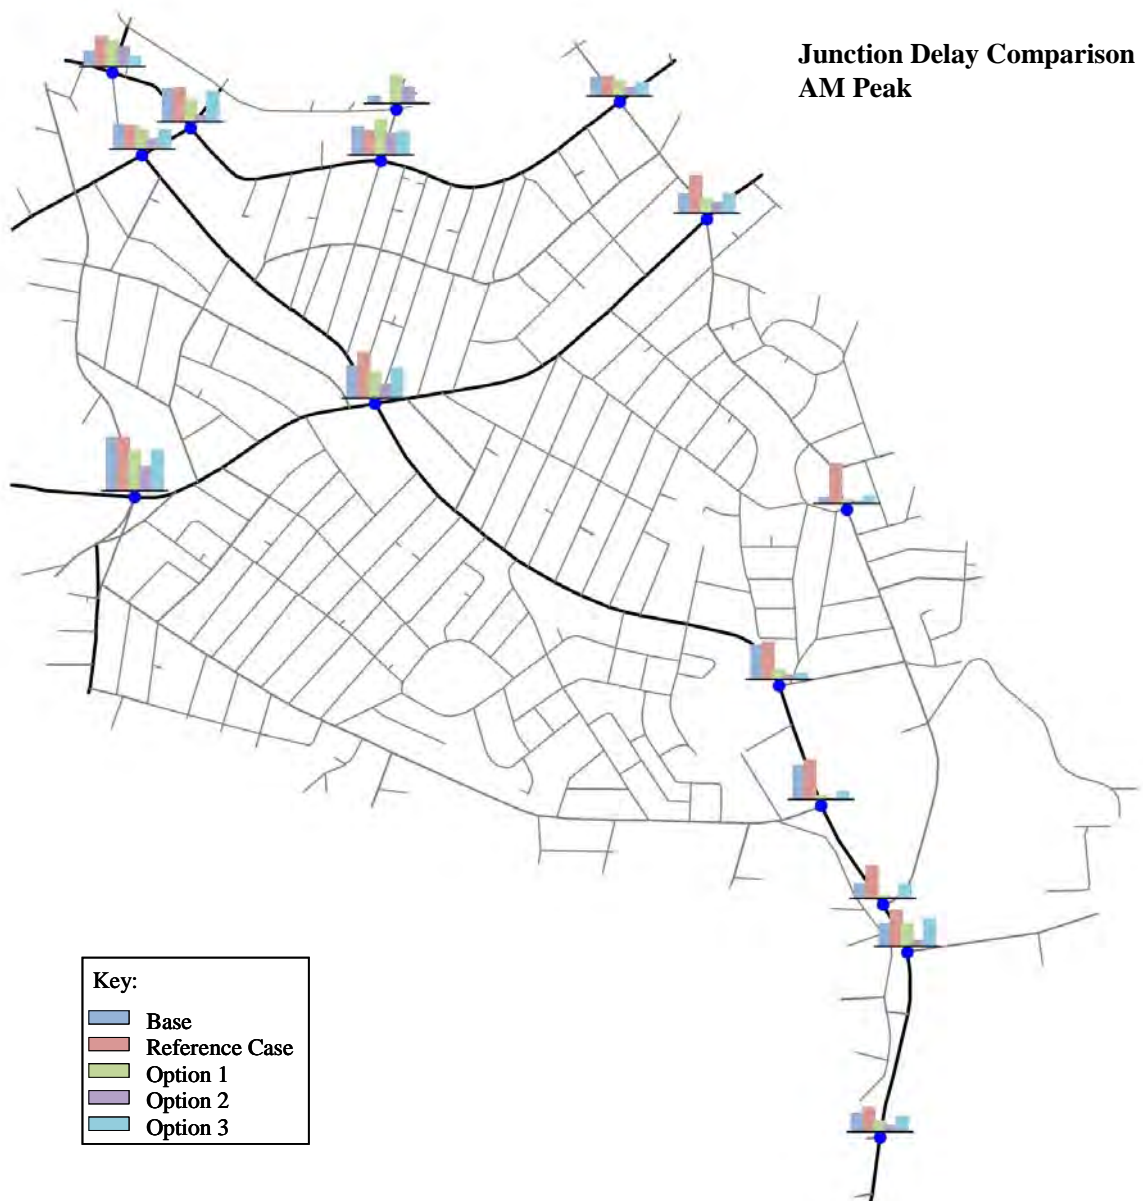 Junction Delay Comparison
AM Peak
Key:
Base
Reference Case
Option 1
Option 2
Option 3